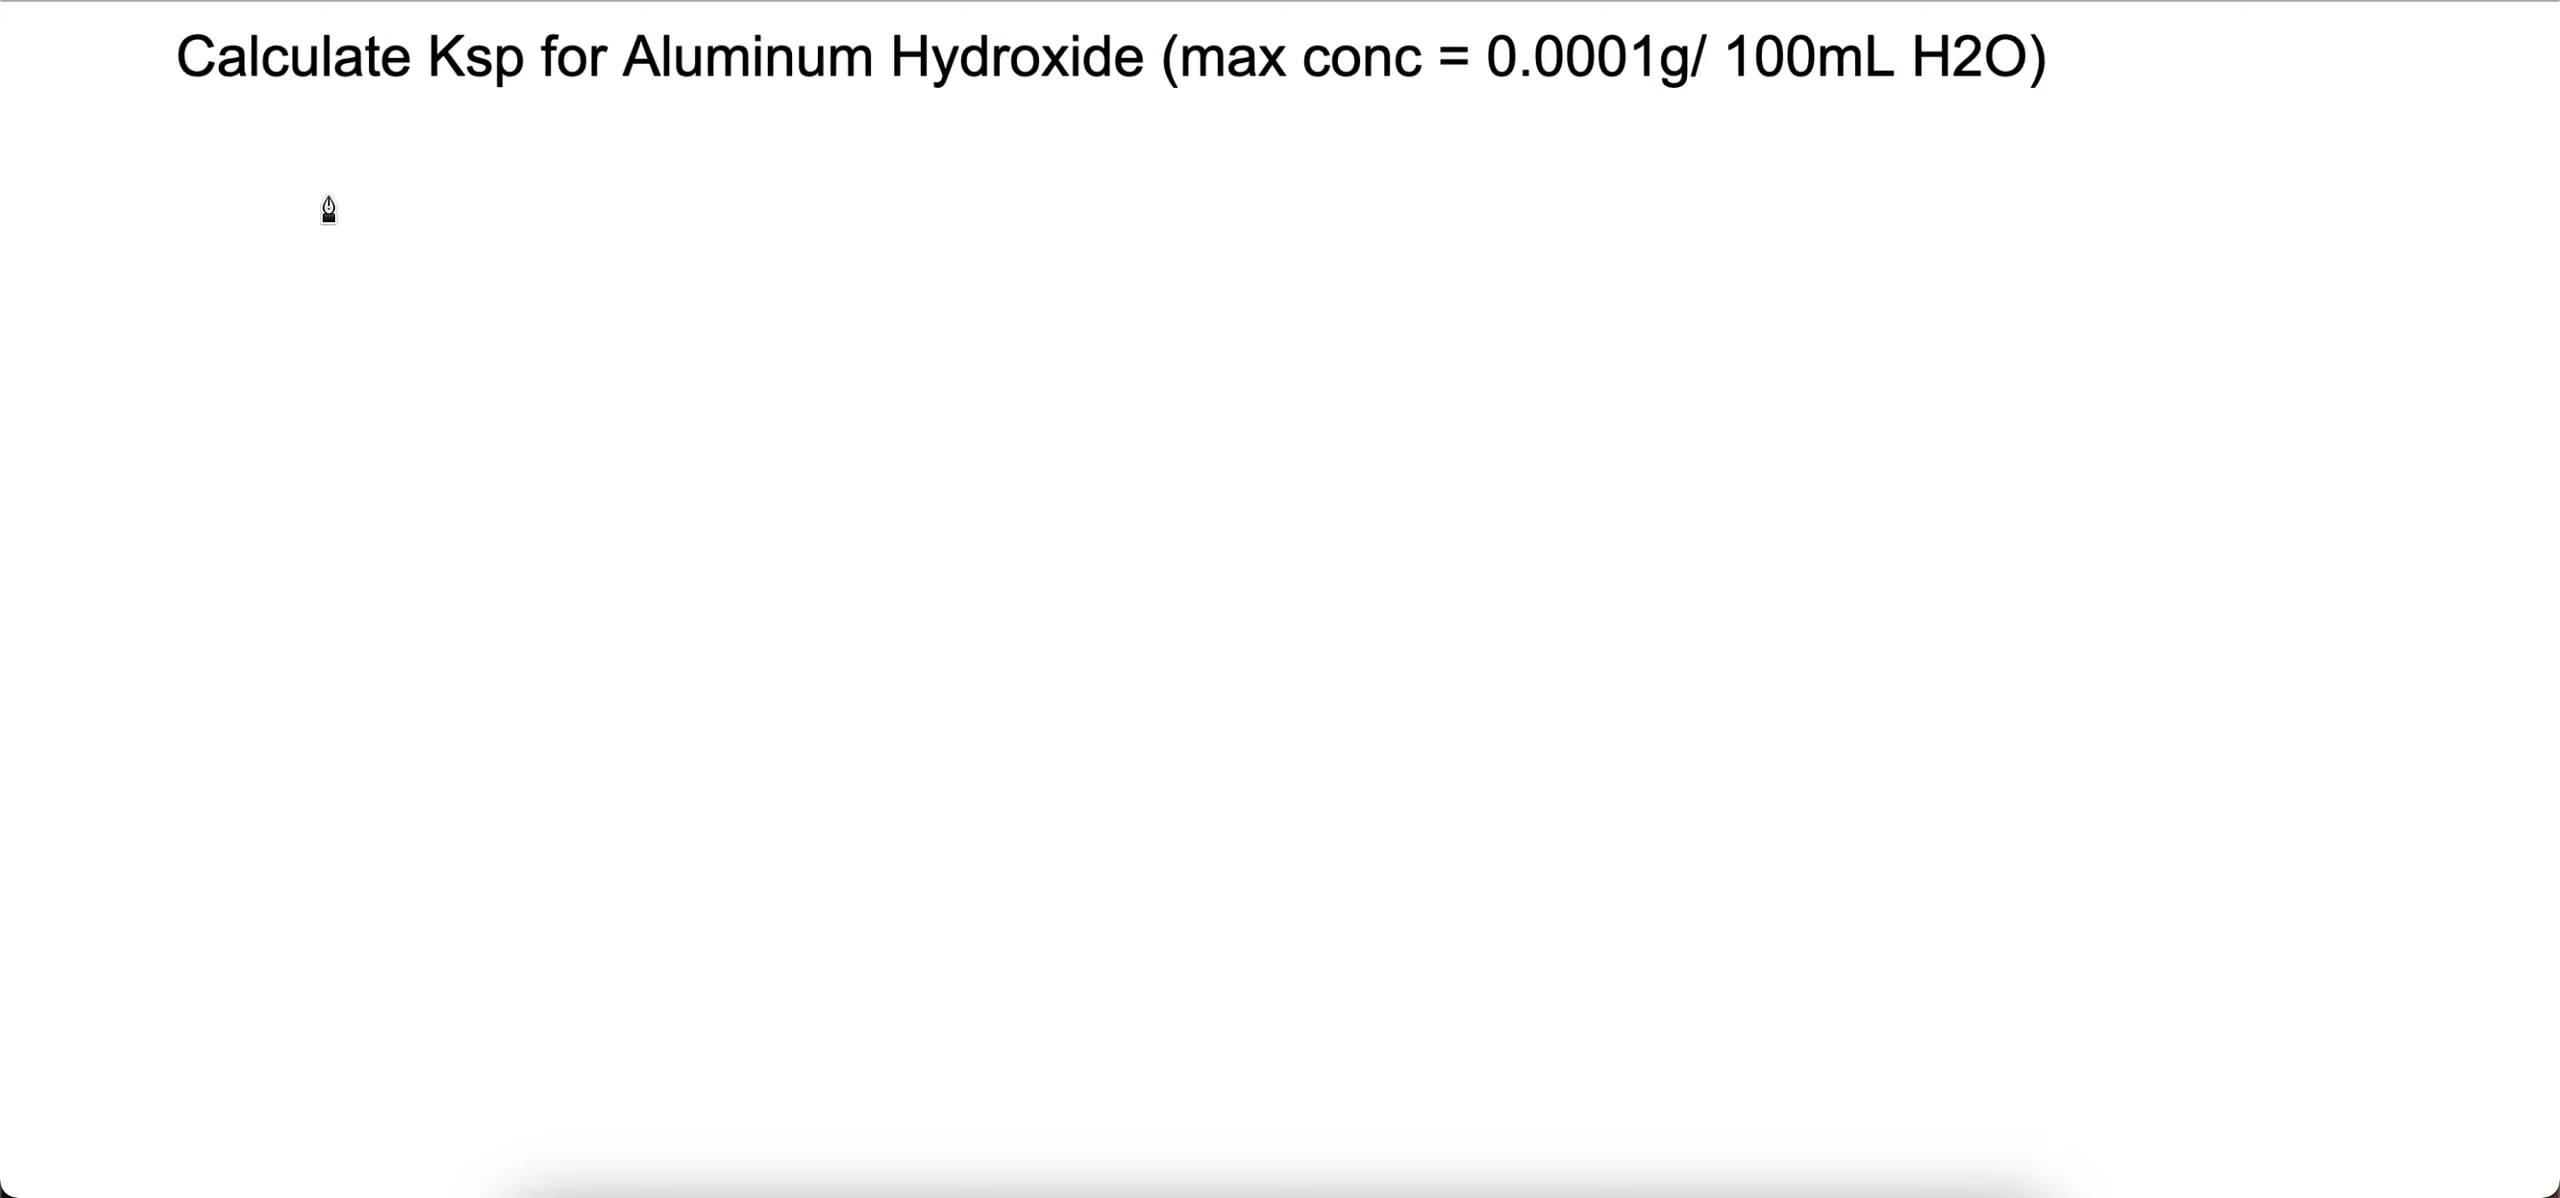 Calculate Ksp for Aluminum Hydroxide (max conc = 0.0001g/ 100mL H2O)